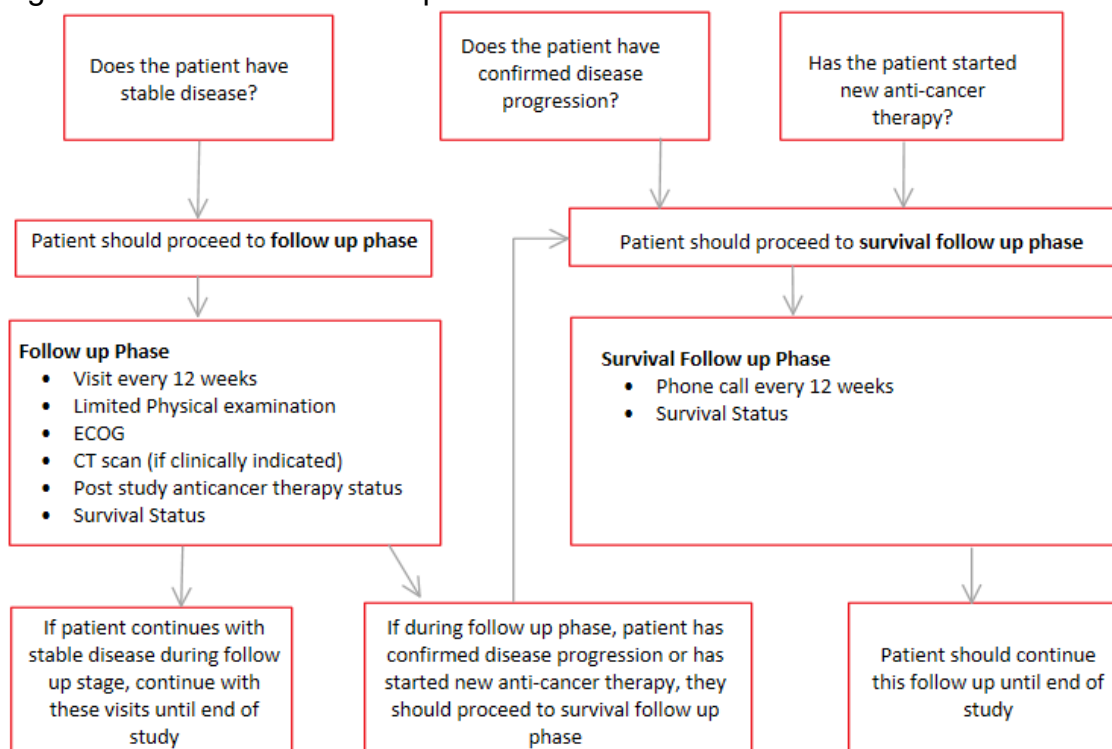 Does the patient have
stable disease?
Does the patient have
confirmed disease
progression?
Has the patient started
new anti-cancer
therapy?
Patient should proceed to follow up phase
Patient should proceed to survival follow up phase
Follow up Phase
• Visit every 12 weeks
• Limited Physical examination
• ECOG
• CT scan (if clinically indicated)
• Post study anticancer therapy status
• Survival Status
Survival Follow up Phase
• Phone call every 12 weeks
• Survival Status
If patient continues with
stable disease during follow
up stage, continue with
these visits until end of
study
If during follow up phase, patient has
confirmed disease progression or has
started new anti-cancer therapy, they
should proceed to survival follow up
phase
Patient should continue
this follow up until end of
study